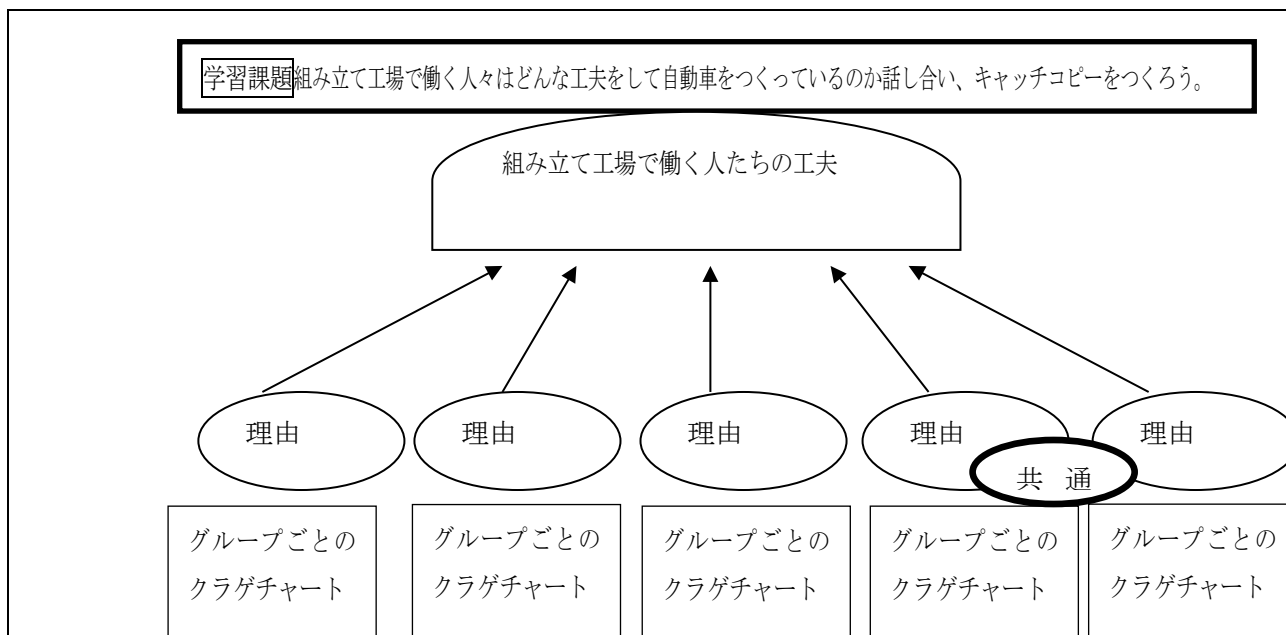 学習課題組み立て工場で働く人々はどんな工夫をして自動車をつくっているのか話し合い、キャッチコピーをつくろう。
組み立て工場で働く人たちの工夫
理由
理由
理由
理由
理由
共 通
グループごとの
クラゲチャート
グループごとの
クラゲチャート
グループごとの
クラゲチャート
グループごとの
クラゲチャート
グループごとの
クラゲチャート